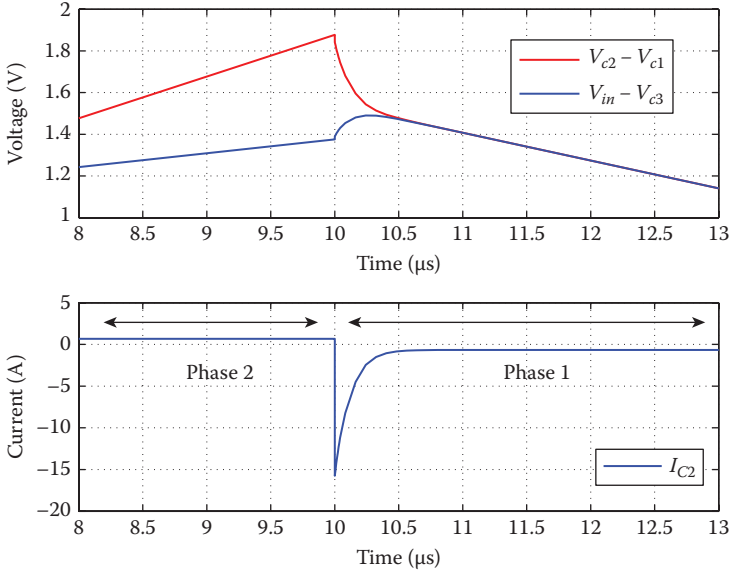 2
1.8
1.6
1.4
1.2
1
Voltage (V)
V_{c2} – V_{c1}
V_{in} – V_{c3}
8 8.5 9 9.5 10 10.5 11 11.5 12 12.5 13
Time (µs)
5
0
−5
−10
−15
−20
Current (A)
Phase 2
Phase 1
I_{C2}
8 8.5 9 9.5 10 10.5 11 11.5 12 12.5 13
Time (µs)